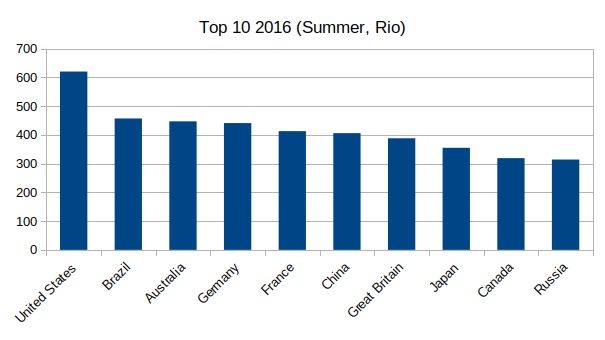 Top 10 2016 (Summer, Rio)
700
600
500
400
300
200
100
0
United States
Brazil
Australia
Germany
France
China
Great Britain
Japan
Canada
Russia